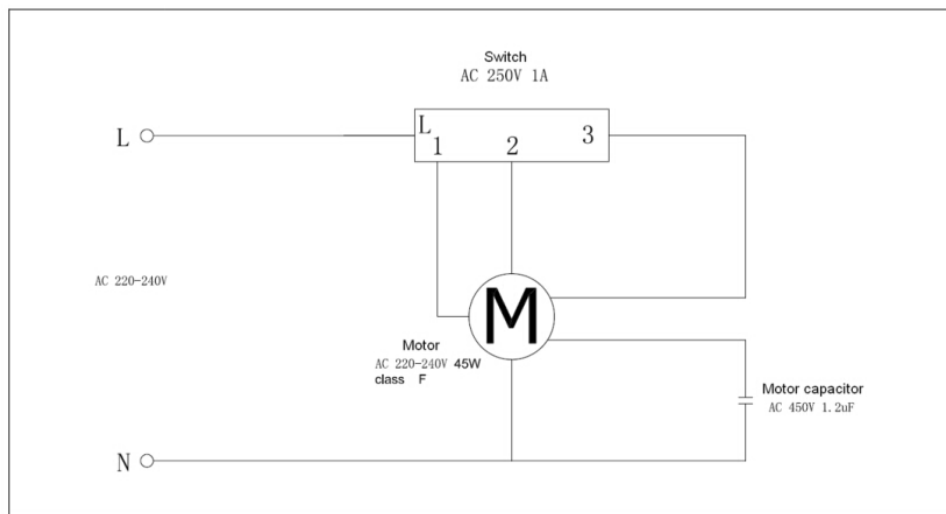 Switch
AC 250V 1A
L
L
1
2
3
AC 220-240V
M
Motor
AC 220-240V 45W
class F
Motor capacitor
AC 450V 1.2uF
N